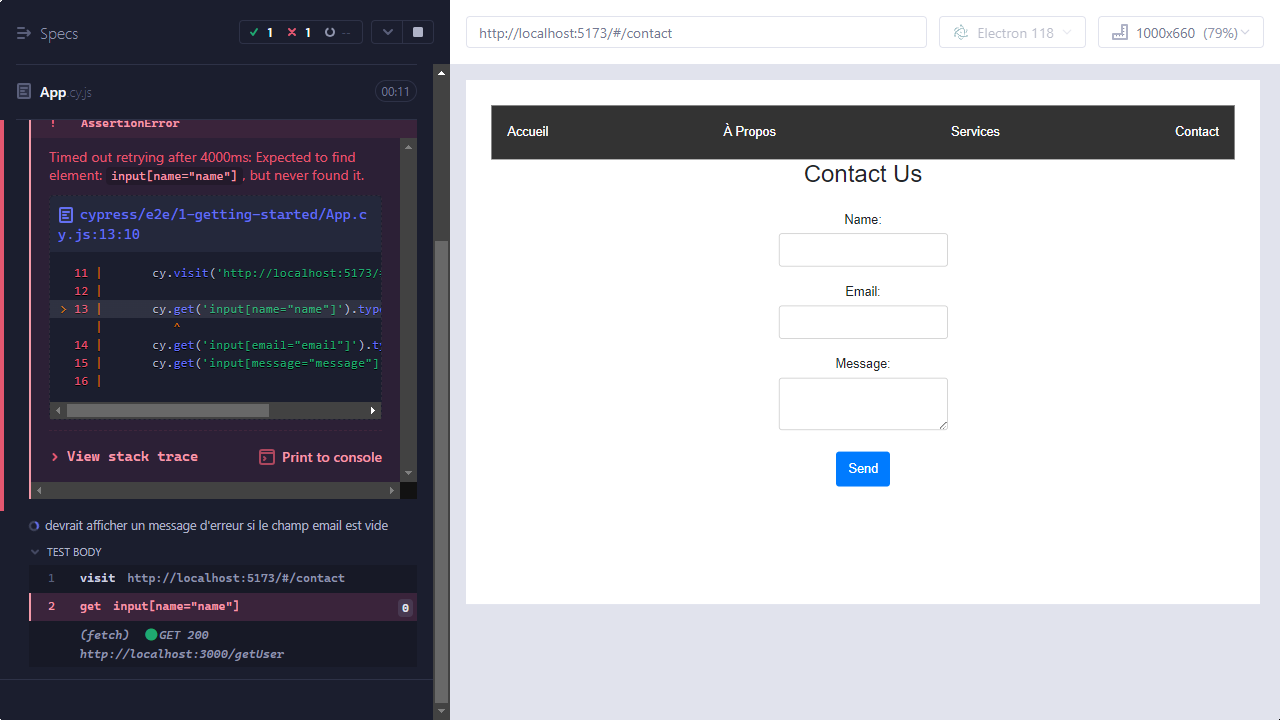 Specs
1 1 --
App.cy.js
00:11
! AssertionError
Timed out retrying after 4000ms: Expected to find
element: input[name="name"], but never found it.
cypress/e2e/1-getting-started/App.c
y.js:13:10
11 | cy.visit('http://localhost:5173/
12 |
> 13 | cy.get('input[name="name"]').typ
| ^
14 | cy.get('input[email="email"]').t
15 | cy.get('input[message="message"]
16 |
> View stack trace
Print to console
devrait afficher un message d'erreur si le champ email est vide
TEST BODY
1 visit http://localhost:5173/#/contact
2 get input[name="name"] 0
(fetch) GET 200
http://localhost:3000/getUser
http://localhost:5173/#/contact
Electron 118
1000x660 (79%)
Accueil
À Propos
Services
Contact
Contact Us
Name:
Email:
Message:
Send